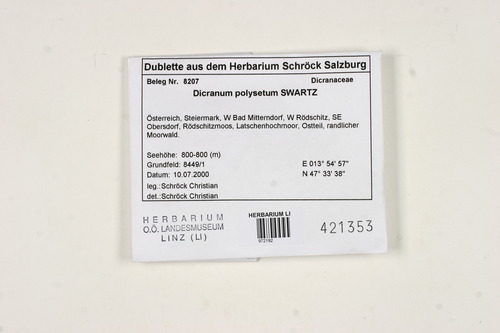 Dublette aus dem Herbarium Schröck Salzburg
Beleg Nr. 8207 Dicranaceae
Dicranum polysetum SWARTZ
Österreich, Steiermark, W Bad Mitterndorf, W Rödschitz, SE
Obersdorf, Rödschitzmoos, Latschenhochmoor, Ostteil, randlicher
Moorwald.
Seehöhe: 800-800 (m)
Grundfeld: 8449/1 E 013° 54' 57"
Datum: 10.07.2000 N 47° 33' 38"
leg.:Schröck Christian
det.:Schröck Christian
HERBARIUM
O.Ö. LANDESMUSEUM
LINZ (LI)
HERBARIUM LI
972192
421353